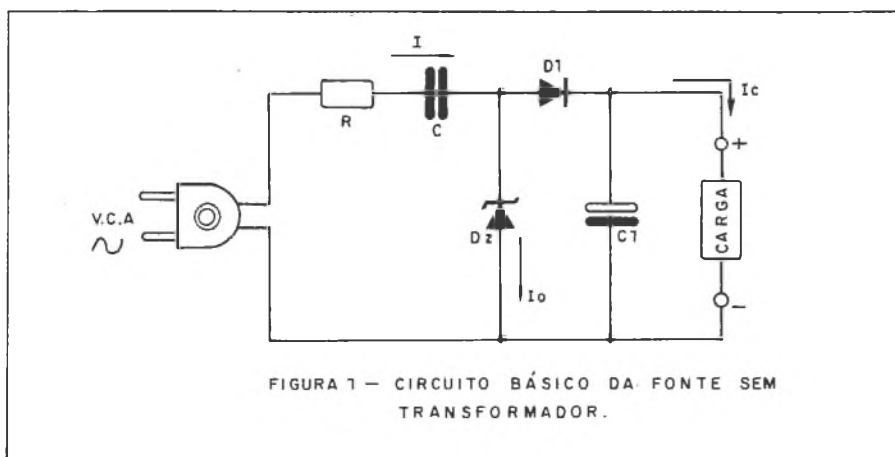 I
D1
Ic
R
C
+
V.C.A
Dz
C1
CARGA
Io
−
FIGURA 1 — CIRCUITO BÁSICO DA FONTE SEM
TRANSFORMADOR.